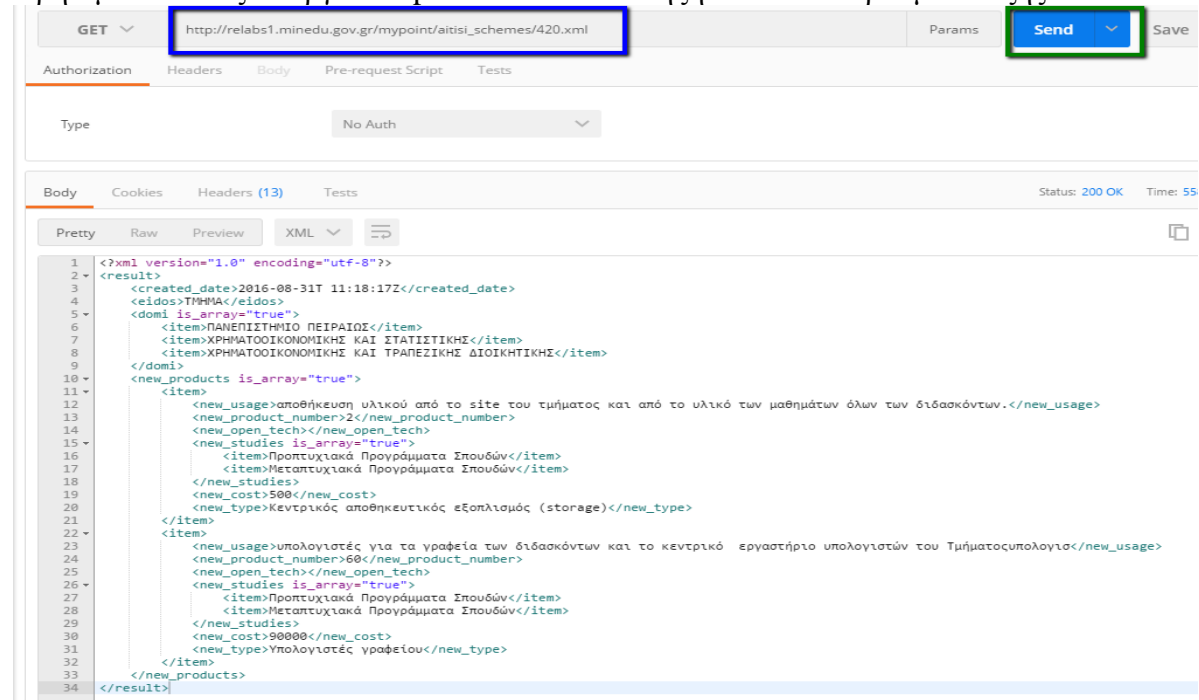 GET http://relabs1.minedu.gov.gr/mypoint/aitisi_schemes/420.xml Params Send Save
Authorization Headers Body Pre-request Script Tests
Type No Auth
Body Cookies Headers (13) Tests Status: 200 OK Time:
Pretty Raw Preview XML
1 <?xml version="1.0" encoding="utf-8"?>
2 <result>
3 <created_date>2016-08-31T 11:18:17Z</created_date>
4 <eidos>ΤΜΗΜΑ</eidos>
5 <domi is_array="true">
6 <item>ΠΑΝΕΠΙΣΤΗΜΙΟ ΠΕΙΡΑΙΩΣ</item>
7 <item>ΧΡΗΜΑΤΟΟΙΚΟΝΟΜΙΚΗΣ ΚΑΙ ΣΤΑΤΙΣΤΙΚΗΣ</item>
8 <item>ΧΡΗΜΑΤΟΟΙΚΟΝΟΜΙΚΗΣ ΚΑΙ ΤΡΑΠΕΖΙΚΗΣ ΔΙΟΙΚΗΤΙΚΗΣ</item>
9 </domi>
10 <new_products is_array="true">
11 <item>
12 <new_usage>αποθήκευση υλικού από το site του τμήματος και από το υλικό των μαθημάτων όλων των διδασκόντων.</new_usage>
13 <new_product_number>2</new_product_number>
14 <new_open_tech></new_open_tech>
15 <new_studies is_array="true">
16 <item>Προπτυχιακά Προγράμματα Σπουδών</item>
17 <item>Μεταπτυχιακά Προγράμματα Σπουδών</item>
18 </new_studies>
19 <new_cost>500</new_cost>
20 <new_type>Κεντρικός αποθηκευτικός εξοπλισμός (storage)</new_type>
21 </item>
22 <item>
23 <new_usage>υπολογιστές για τα γραφεία των διδασκόντων και το κεντρικό εργαστήριο υπολογιστών του Τμήματοςυπολογισ</new_usage>
24 <new_product_number>60</new_product_number>
25 <new_open_tech></new_open_tech>
26 <new_studies is_array="true">
27 <item>Προπτυχιακά Προγράμματα Σπουδών</item>
28 <item>Μεταπτυχιακά Προγράμματα Σπουδών</item>
29 </new_studies>
30 <new_cost>90000</new_cost>
31 <new_type>Υπολογιστές γραφείου</new_type>
32 </item>
33 </new_products>
34 </result>